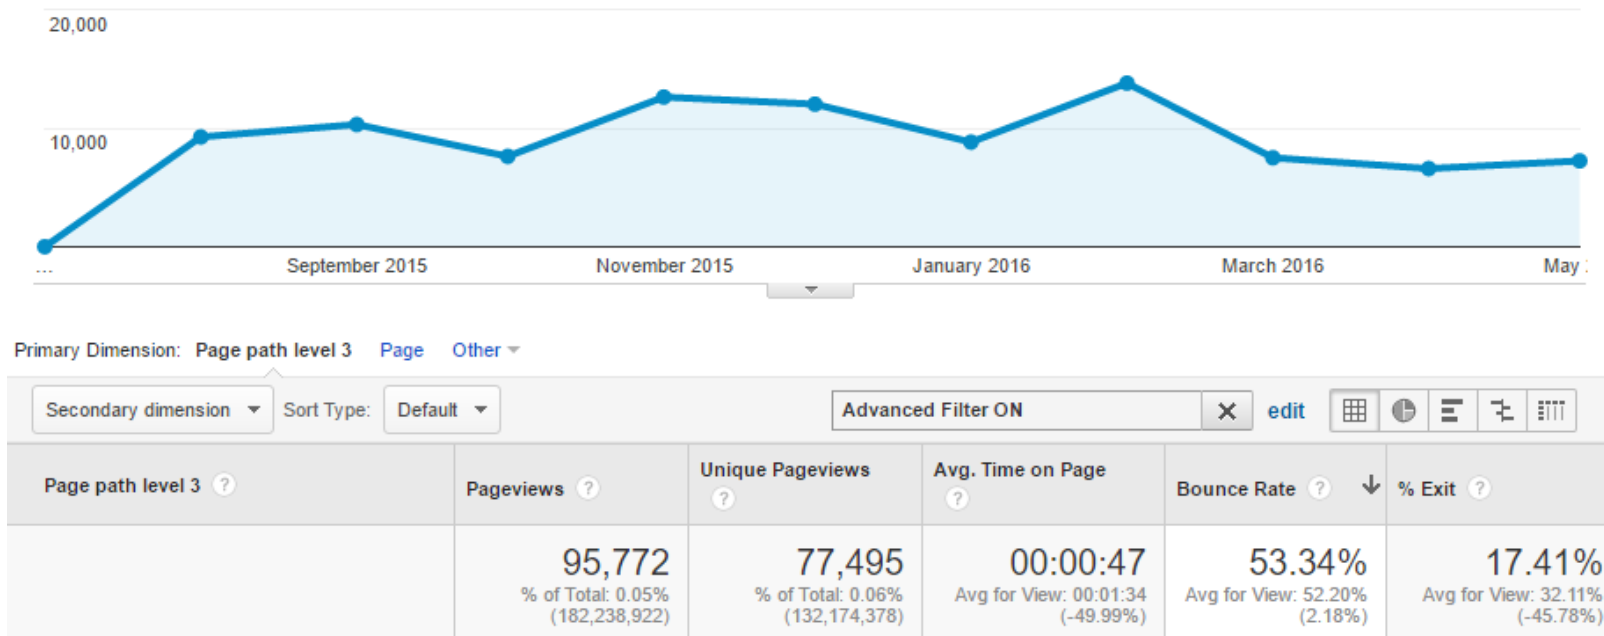 20,000
10,000
... September 2015 November 2015 January 2016 March 2016 May
Primary Dimension: Page path level 3 Page Other
Secondary dimension Sort Type: Default Advanced Filter ON edit
Page path level 3 ? Pageviews ? Unique Pageviews ? Avg. Time on Page ? Bounce Rate ? % Exit ?
95,772 77,495 00:00:47 53.34% 17.41%
% of Total: 0.05% % of Total: 0.06% Avg for View: 00:01:34 Avg for View: 52.20% Avg for View: 32.11%
(182,238,922) (132,174,378) (-49.99%) (2.18%) (-45.78%)